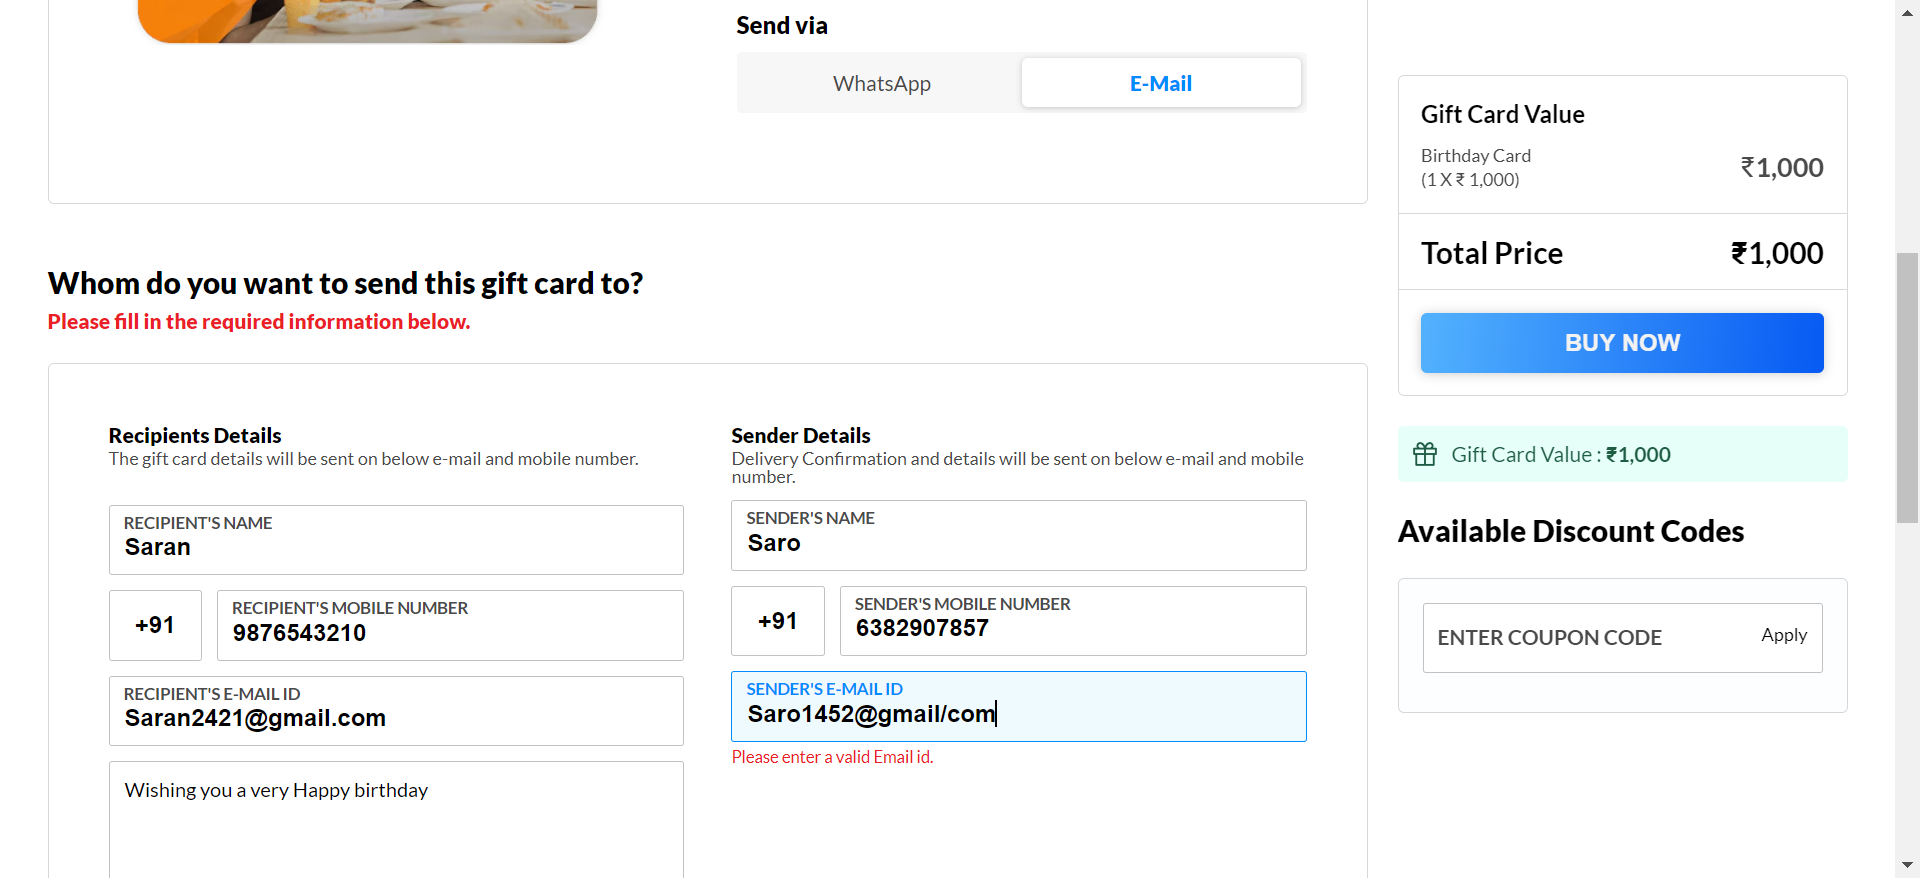 Send via
WhatsApp
E-Mail
Whom do you want to send this gift card to?
Please fill in the required information below.
Recipients Details
The gift card details will be sent on below e-mail and mobile number.
RECIPIENT'S NAME
Saran
+91
RECIPIENT'S MOBILE NUMBER
9876543210
RECIPIENT'S E-MAIL ID
Saran2421@gmail.com
Wishing you a very Happy birthday
Sender Details
Delivery Confirmation and details will be sent on below e-mail and mobile
number.
SENDER'S NAME
Saro
+91
SENDER'S MOBILE NUMBER
6382907857
SENDER'S E-MAIL ID
Saro1452@gmail/com
Please enter a valid Email id.
Gift Card Value
Birthday Card
(1 X ₹ 1,000)
₹1,000
Total Price
₹1,000
BUY NOW
Gift Card Value : ₹1,000
Available Discount Codes
ENTER COUPON CODE
Apply